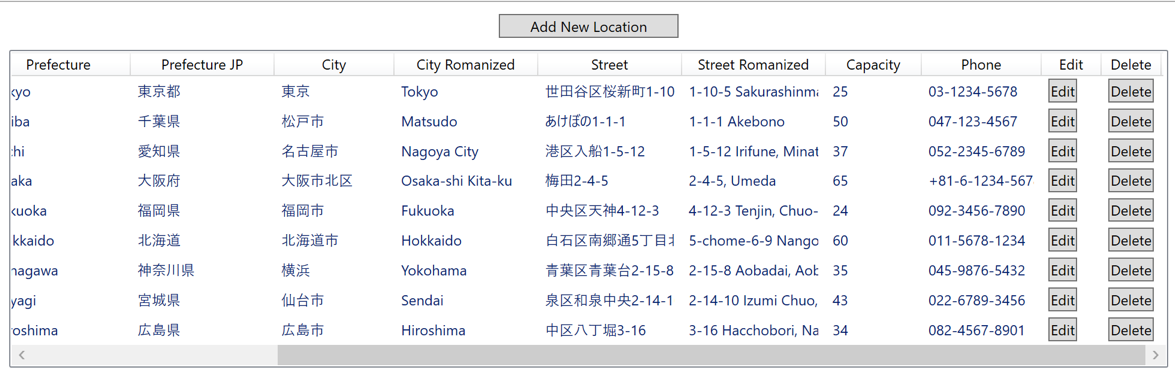 Add New Location
Prefecture Prefecture JP City City Romanized Street Street Romanized Capacity Phone Edit Delete
kyo 東京都 東京 Tokyo 世田谷区桜新町1-10 1-10-5 Sakurashinma 25 03-1234-5678 Edit Delete
iba 千葉県 松戸市 Matsudo あけぼの1-1-1 1-1-1 Akebono 50 047-123-4567 Edit Delete
chi 愛知県 名古屋市 Nagoya City 港区入船1-5-12 1-5-12 Irifune, Minat 37 052-2345-6789 Edit Delete
aka 大阪府 大阪市北区 Osaka-shi Kita-ku 梅田2-4-5 2-4-5, Umeda 65 +81-6-1234-567 Edit Delete
kuoka 福岡県 福岡市 Fukuoka 中央区天神4-12-3 4-12-3 Tenjin, Chuo- 24 092-3456-7890 Edit Delete
kkaido 北海道 北海道市 Hokkaido 白石区南郷通5丁目北 5-chome-6-9 Nango 60 011-5678-1234 Edit Delete
nagawa 神奈川県 横浜 Yokohama 青葉区青葉台2-15-8 2-15-8 Aobadai, Aob 35 045-9876-5432 Edit Delete
yagi 宮城県 仙台市 Sendai 泉区和泉中央2-14-1 2-14-10 Izumi Chuo, 43 022-6789-3456 Edit Delete
roshima 広島県 広島市 Hiroshima 中区八丁堀3-16 3-16 Hacchobori, Na 34 082-4567-8901 Edit Delete